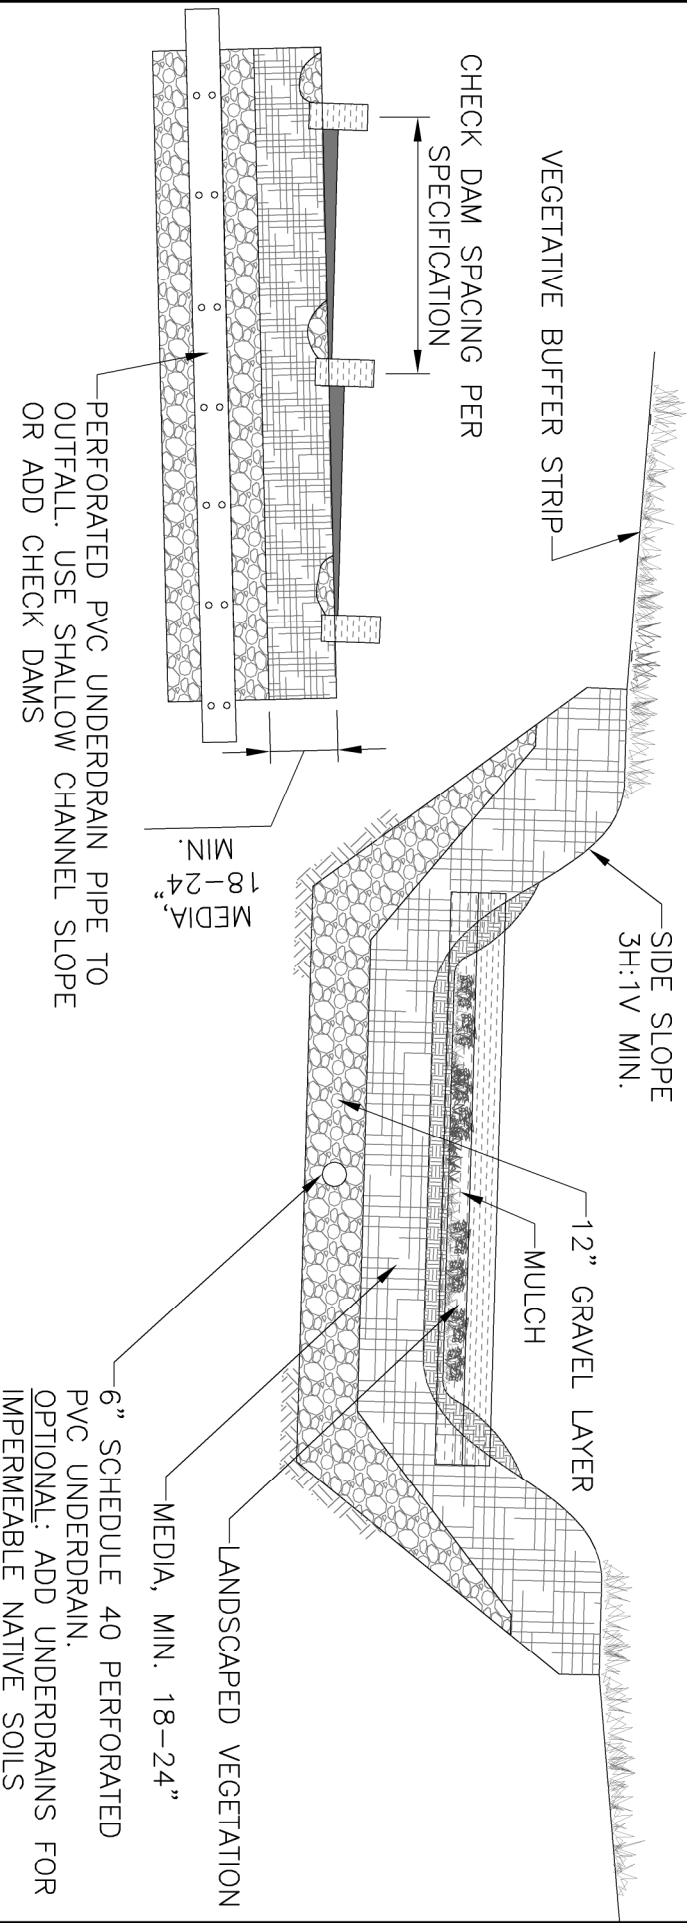 VEGETATIVE BUFFER STRIP
CHECK DAM SPACING PER
SPECIFICATION
SIDE SLOPE
3H:1V MIN.
12" GRAVEL LAYER
MULCH
LANDSCAPED VEGETATION
MEDIA, MIN. 18-24"
6" SCHEDULE 40 PERFORATED
PVC UNDERDRAIN.
OPTIONAL: ADD UNDERDRAINS FOR
IMPERMEABLE NATIVE SOILS
MEDIA,
18-24"
MIN.
PERFORATED PVC UNDERDRAIN PIPE TO
OUTFALL. USE SHALLOW CHANNEL SLOPE
OR ADD CHECK DAMS